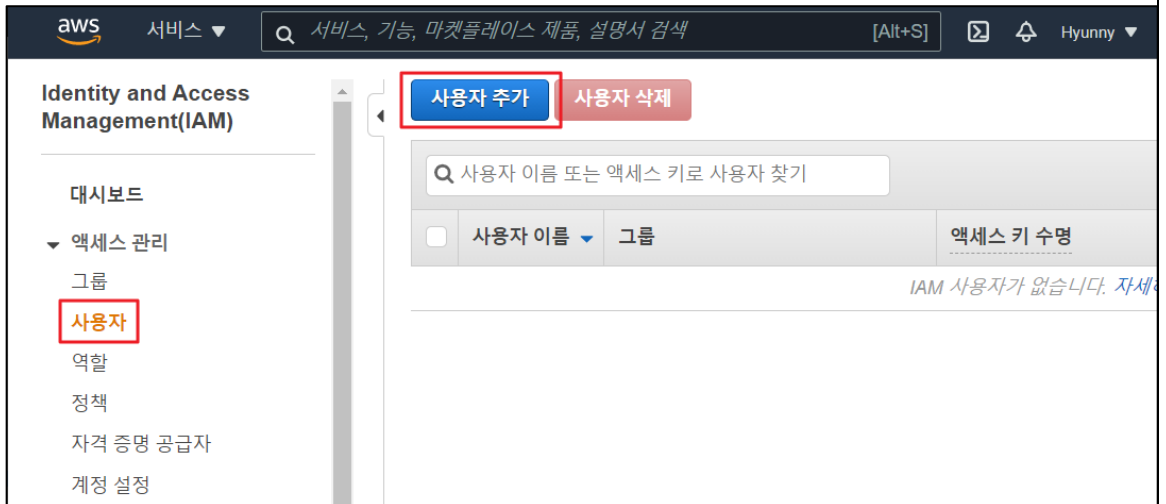 aws 서비스 ▼ 서비스, 기능, 마켓플레이스 제품, 설명서 검색 [Alt+S] Hyunny ▼
Identity and Access
Management(IAM)
대시보드
액세스 관리
그룹
사용자
역할
정책
자격 증명 공급자
계정 설정
사용자 추가 사용자 삭제
사용자 이름 또는 액세스 키로 사용자 찾기
사용자 이름 그룹 액세스 키 수명
IAM 사용자가 없습니다. 자세